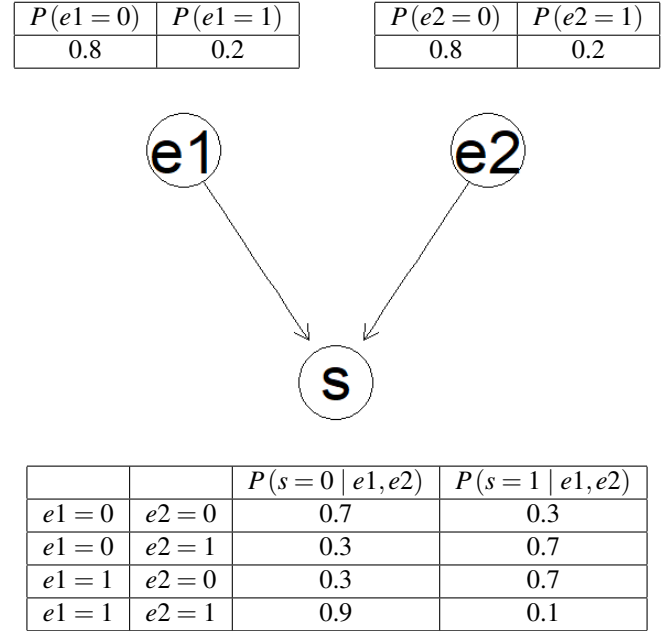 P(e1 = 0) P(e1 = 1) P(e2 = 0) P(e2 = 1)
0.8 0.2 0.8 0.2
e1 e2
s
P(s = 0 | e1,e2) P(s = 1 | e1,e2)
e1 = 0 e2 = 0 0.7 0.3
e1 = 0 e2 = 1 0.3 0.7
e1 = 1 e2 = 0 0.3 0.7
e1 = 1 e2 = 1 0.9 0.1